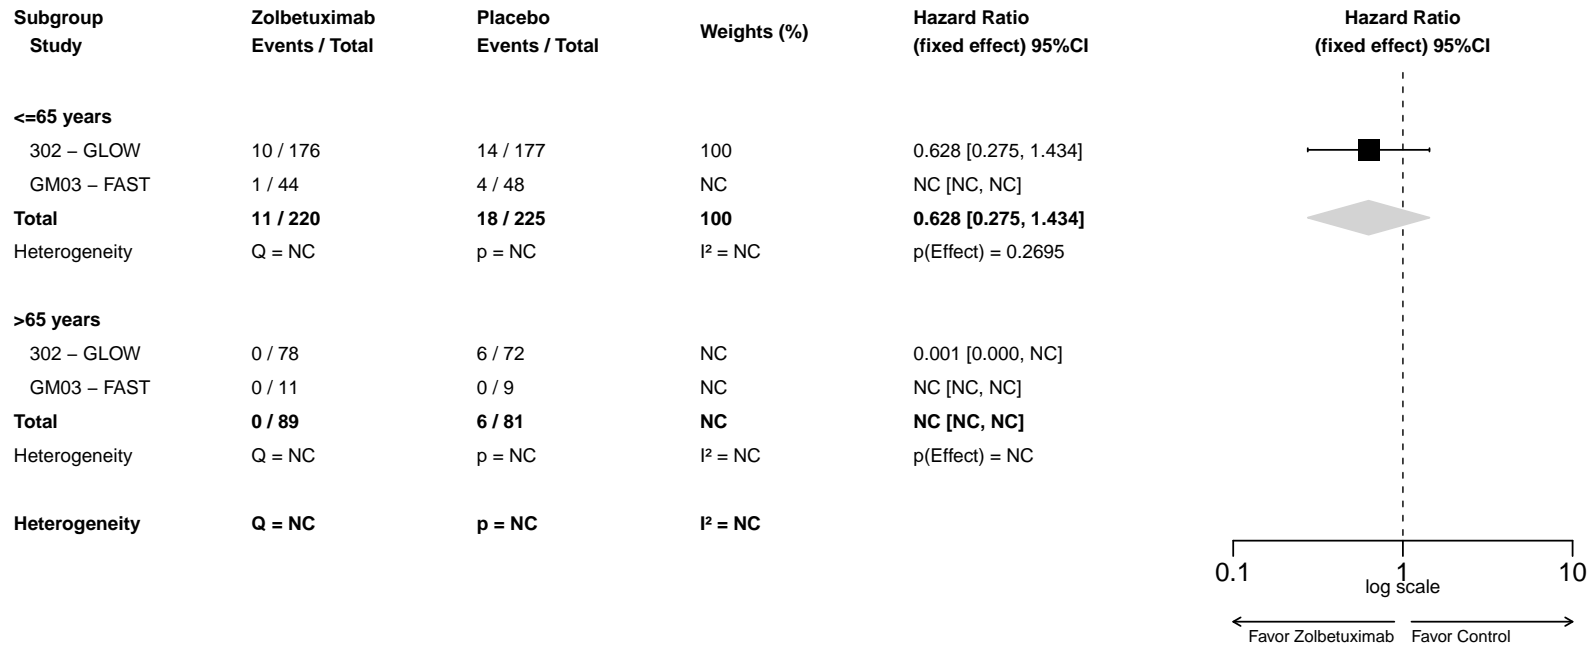 Subgroup Zolbetuximab Placebo Weights (%) Hazard Ratio Hazard Ratio
Study Events / Total Events / Total (fixed effect) 95%CI (fixed effect) 95%CI
<=65 years
302 – GLOW 10 / 176 14 / 177 100 0.628 [0.275, 1.434]
GM03 – FAST 1 / 44 4 / 48 NC NC [NC, NC]
Total 11 / 220 18 / 225 100 0.628 [0.275, 1.434]
Heterogeneity Q = NC p = NC I² = NC p(Effect) = 0.2695
>65 years
302 – GLOW 0 / 78 6 / 72 NC 0.001 [0.000, NC]
GM03 – FAST 0 / 11 0 / 9 NC NC [NC, NC]
Total 0 / 89 6 / 81 NC NC [NC, NC]
Heterogeneity Q = NC p = NC I² = NC p(Effect) = NC
Heterogeneity Q = NC p = NC I² = NC
0.1 1 10
log scale
Favor Zolbetuximab Favor Control